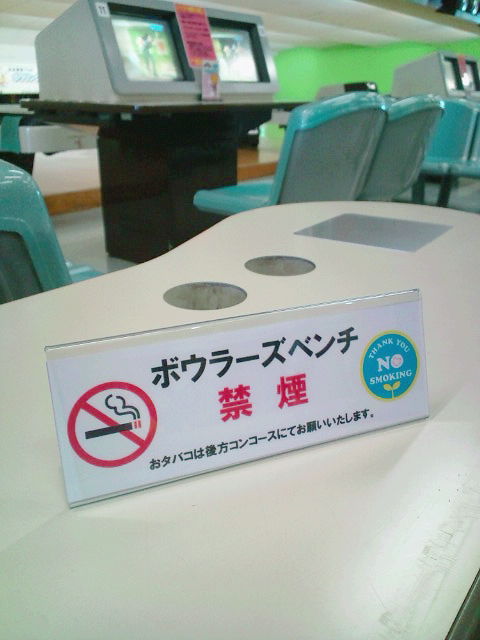 11
ボウラーズベンチ
禁煙
おタバコは後方コンコースにてお願いいたします。
THANK YOU
NO
SMOKING